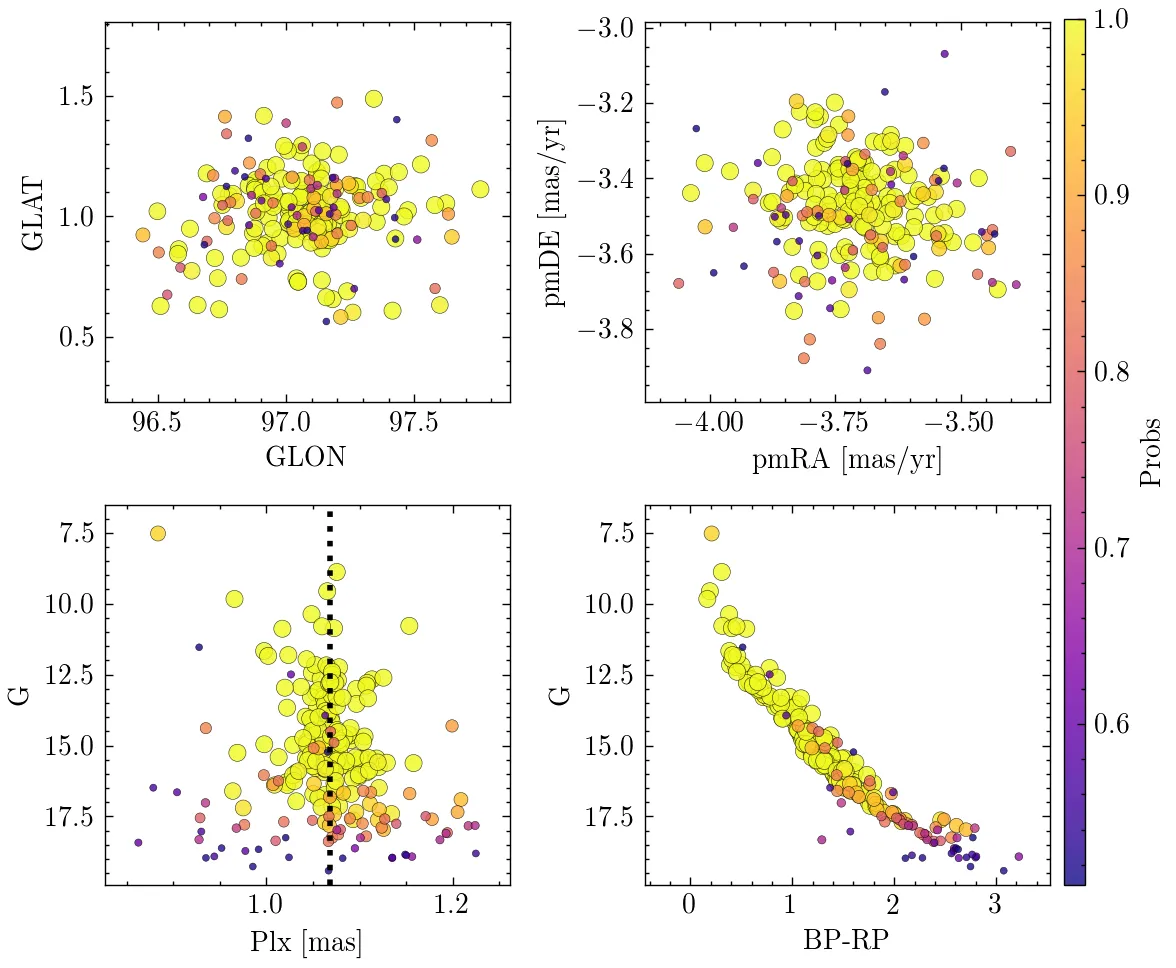 1.5
1.0
0.5
GLAT
96.5 97.0 97.5
GLON
−3.0
−3.2
−3.4
−3.6
−3.8
pmDE [mas/yr]
−4.00 −3.75 −3.50
pmRA [mas/yr]
7.5
10.0
12.5
15.0
17.5
G
1.0 1.2
Plx [mas]
7.5
10.0
12.5
15.0
17.5
G
0 1 2 3
BP-RP
1.0
0.9
0.8
0.7
0.6
Probs